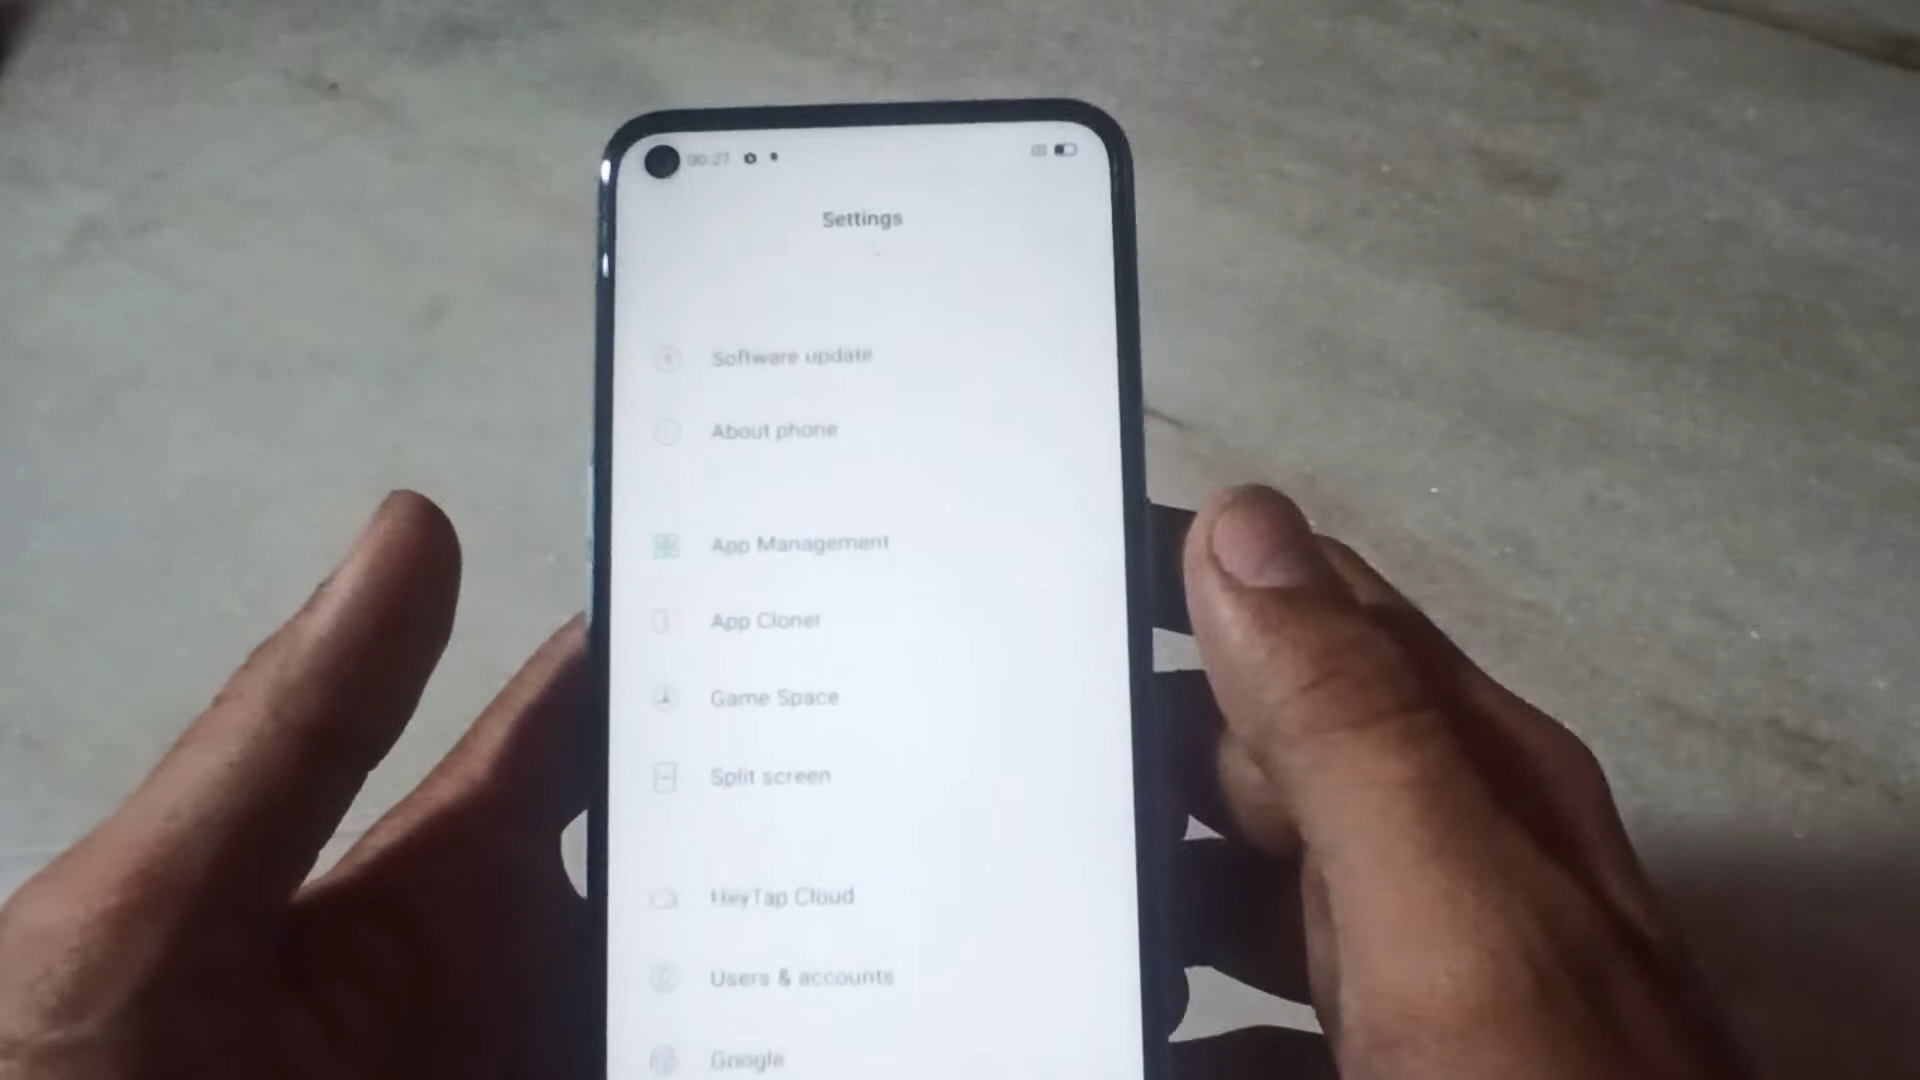 00:27
Settings
Software update
About phone
App Management
App Cloner
Game Space
Split screen
HeyTap Cloud
Users & accounts
Google